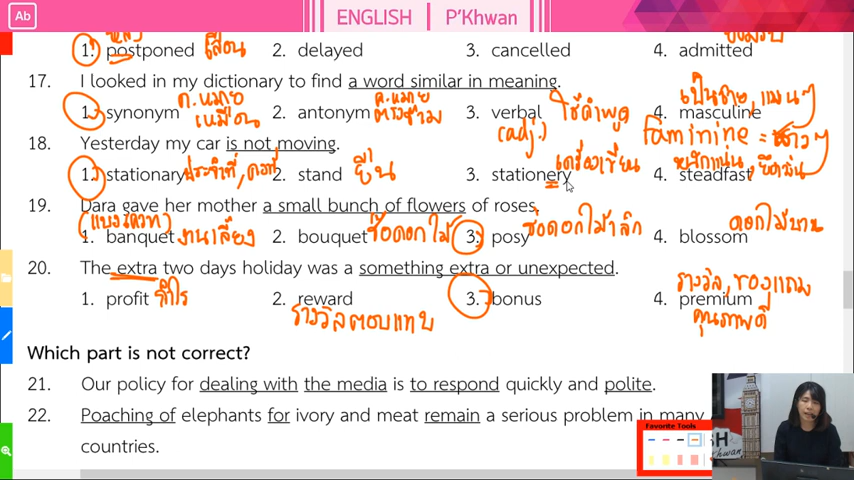 Ab ENGLISH P'Khwan
1. postponed เลื่อน 2. delayed 3. cancelled 4. admitted
17. I looked in my dictionary to find a word similar in meaning.
ค.หมาย ค.หมาย เป็นชาย, แมนๆ
1. synonym เหมือน 2. antonym ตรงข้าม 3. verbal ใช้คำพูด 4. masculine
(adj.) faminine = สาวๆ
18. Yesterday my car is not moving.
เครื่องเขียน หนักแน่น, ยึดมั่น
1. stationary ประจำที่, คงที่ 2. stand ยืน 3. stationery 4. steadfast
19. Dara gave her mother a small bunch of flowers of roses.
ดอกไม้บาน
1. banquet งานเลี้ยง 2. bouquet ช่อดอกไม้ 3. posy ช่อดอกไม้เล็ก 4. blossom
20. The extra two days holiday was a something extra or unexpected.
รางวัล, ของแถม
1. profit กำไร 2. reward 3. bonus 4. premium
รางวัลตอบแทน คุณภาพดี
Which part is not correct?
21. Our policy for dealing with the media is to respond quickly and polite.
22. Poaching of elephants for ivory and meat remain a serious problem in many
countries.
Favorite Tools